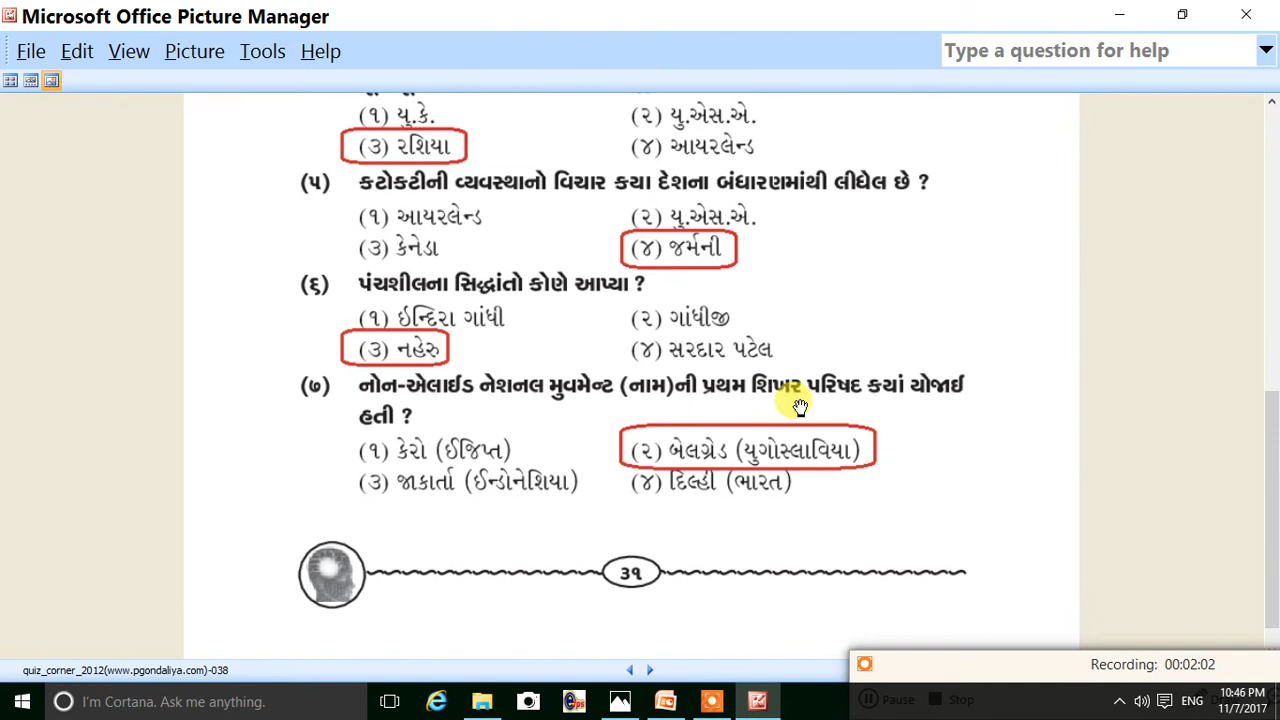 Microsoft Office Picture Manager
File Edit View Picture Tools Help
Type a question for help
(૧) યુ.કે. (૨) યુ.એસ.એ.
(૩) રશિયા (૪) આયરલેન્ડ
(૫) કટોકટીની વ્યવસ્થાનો વિચાર કયા દેશના બંધારણમાંથી લીધેલ છે ?
(૧) આયરલેન્ડ (૨) યુ.એસ.એ.
(૩) કેનેડા (૪) જર્મની
(૬) પંચશીલના સિદ્ધાંતો કોણે આપ્યા ?
(૧) ઇન્દિરા ગાંધી (૨) ગાંધીજી
(૩) નહેરુ (૪) સરદાર પટેલ
(૭) નોન-એલાઈડ નેશનલ મુવમેન્ટ (નામ)ની પ્રથમ શિખર પરિષદ કયાં યોજાઈ
હતી ?
(૧) કેરો (ઈજિપ્ત) (૨) બેલગ્રેડ (યુગોસ્લાવિયા)
(૩) જાકાર્તા (ઈન્ડોનેશિયા) (૪) દિલ્હી (ભારત)
૩૧
quiz_corner_2012(www.pgondaliya.com)-038
Recording: 00:02:02
Pause Stop
I'm Cortana. Ask me anything.
ENG
10:46 PM
11/7/2017